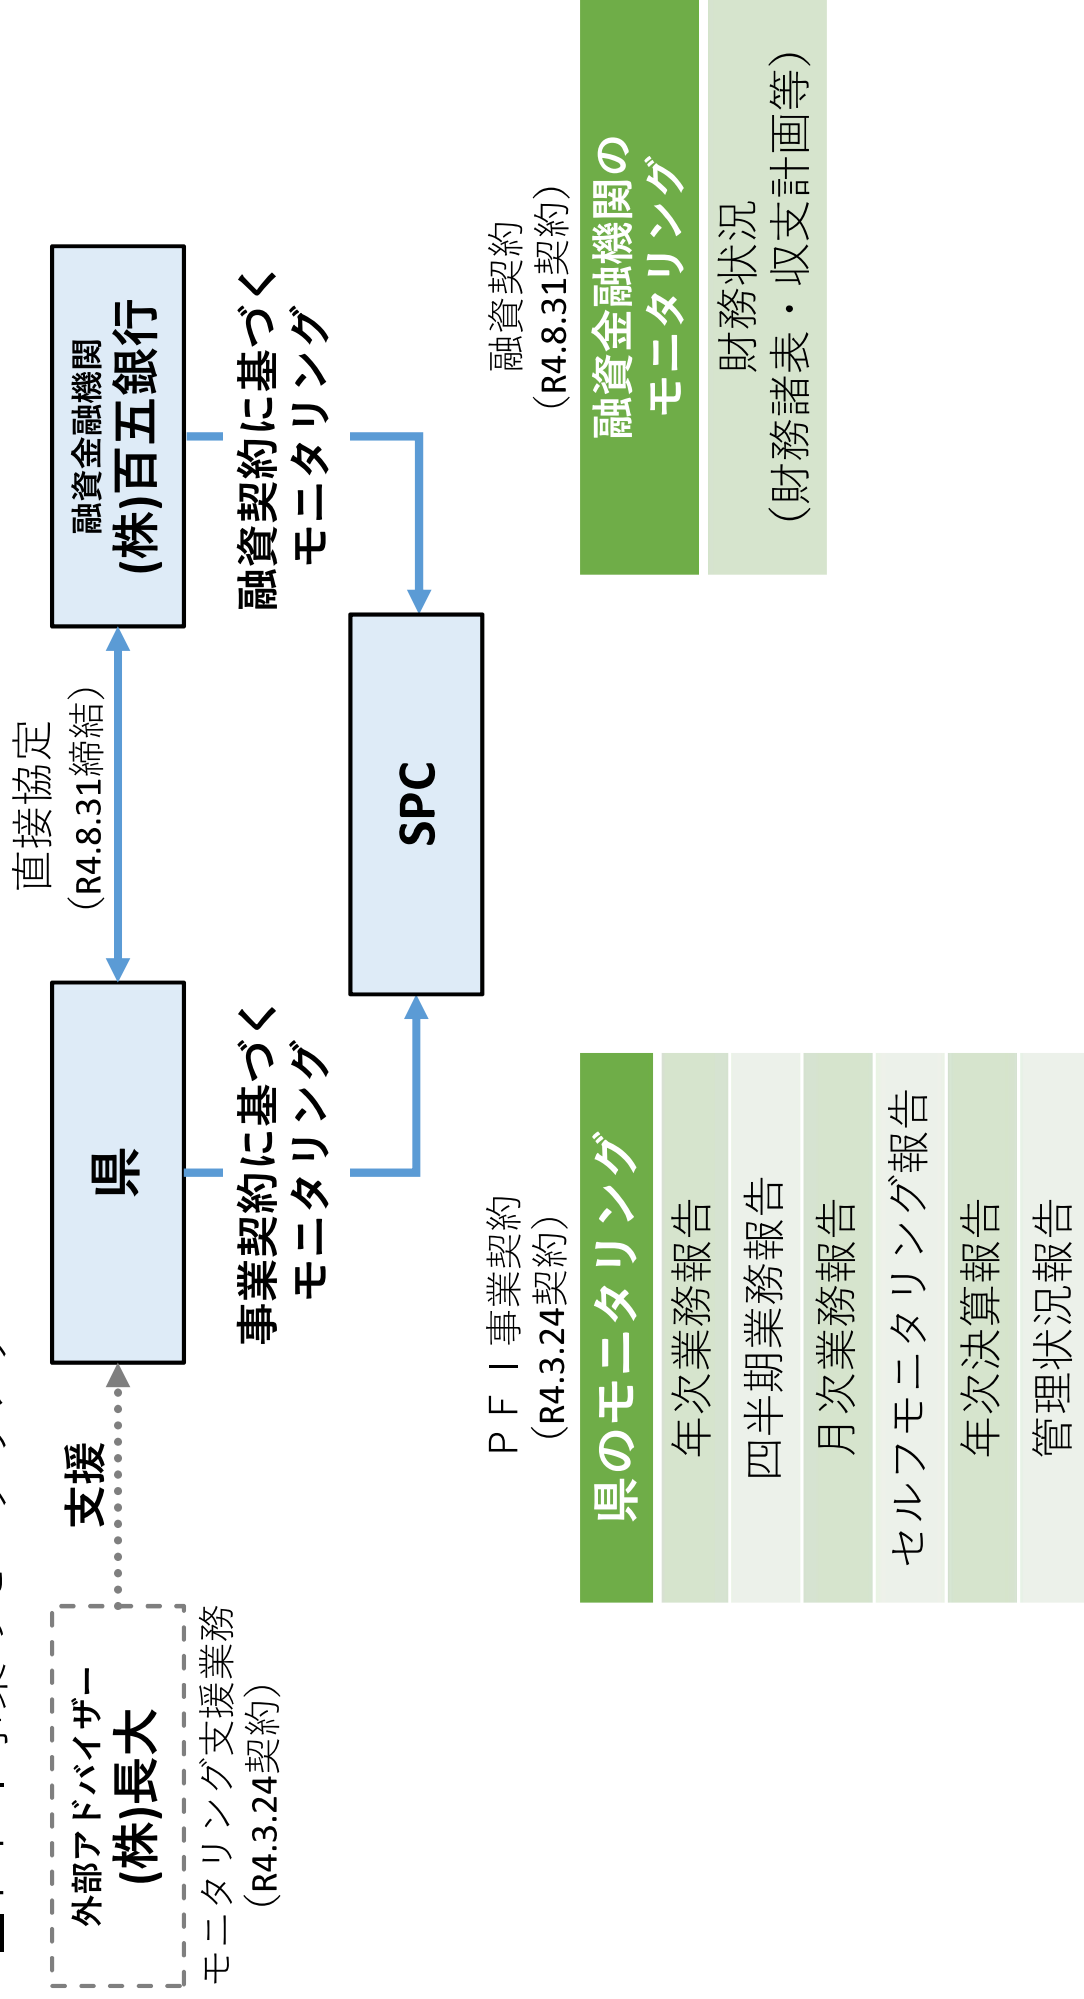 外部アドバイザー
(株)長大
モニタリング支援業務
（R4.3.24契約）
支援
県
直接協定
（R4.8.31締結）
融資金融機関
(株)百五銀行
事業契約に基づく
モニタリング
融資契約に基づく
モニタリング
SPC
ＰＦＩ事業契約
（R4.3.24契約）
県のモニタリング
年次業務報告
四半期業務報告
月次業務報告
セルフモニタリング報告
年次決算報告
管理状況報告
融資契約
（R4.8.31契約）
融資金融機関の
モニタリング
財務状況
（財務諸表・収支計画等）